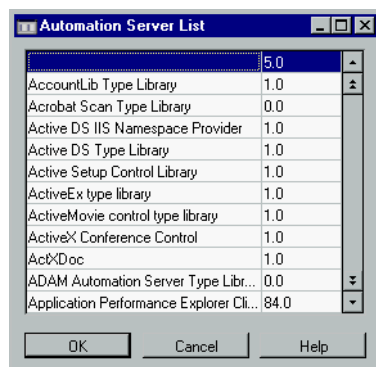 Automation Server List
5.0
AccountLib Type Library 1.0
Acrobat Scan Type Library 0.0
Active DS IIS Namespace Provider 1.0
Active DS Type Library 1.0
Active Setup Control Library 1.0
ActiveEx type library 1.0
ActiveMovie control type library 1.0
ActiveX Conference Control 1.0
ActXDoc 1.0
ADAM Automation Server Type Libr... 0.0
Application Performance Explorer Cli... 84.0
OK Cancel Help